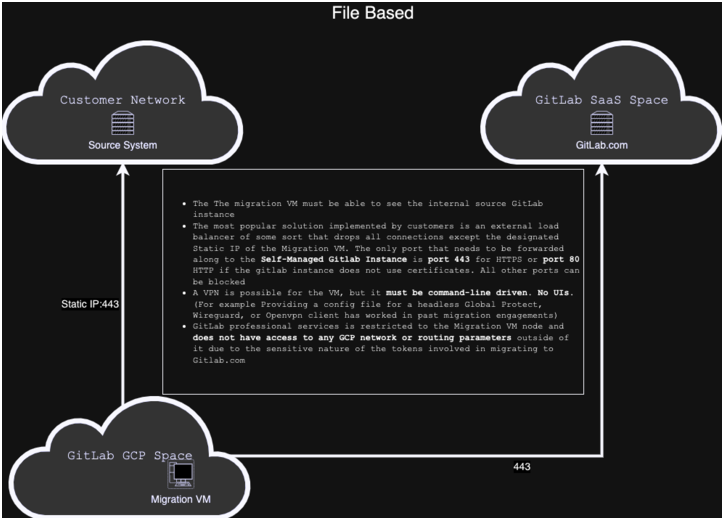 File Based
Customer Network
Source System
GitLab SaaS Space
GitLab.com
• The The migration VM must be able to see the internal source GitLab
instance
• The most popular solution implemented by customers is an external load
balancer of some sort that drops all connections except the designated
Static IP of the Migration VM. The only port that needs to be forwarded
along to the Self-Managed Gitlab Instance is port 443 for HTTPS or port 80
HTTP if the gitlab instance does not use certificates. All other ports can
be blocked
• A VPN is possible for the VM, but it must be command-line driven. No UIs.
(For example Providing a config file for a headless Global Protect,
Wireguard, or Openvpn client has worked in past migration engagements)
• GitLab professional services is restricted to the Migration VM node and
does not have access to any GCP network or routing parameters outside of
it due to the sensitive nature of the tokens involved in migrating to
Gitlab.com
Static IP:443
GitLab GCP Space
Migration VM
443